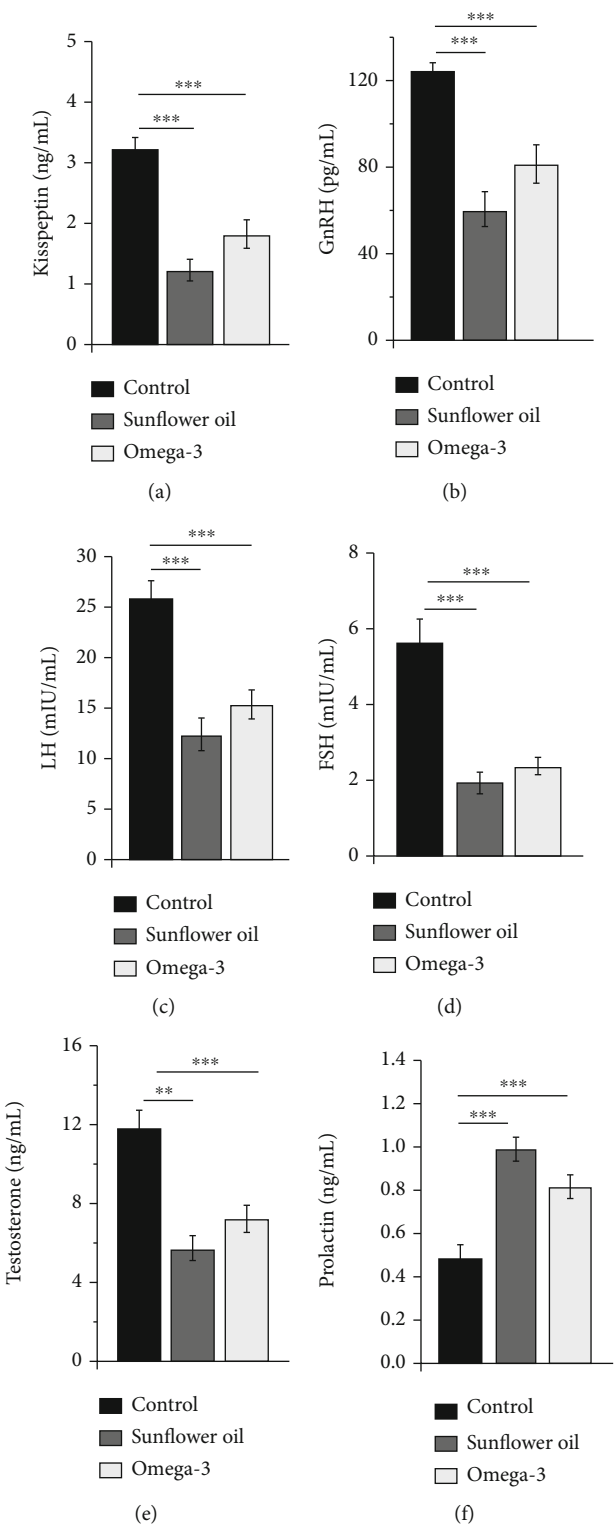 Kisspeptin (ng/mL)
4
3
2
1
0
***
***
Control
Sunflower oil
Omega-3
(a)
GnRH (pg/mL)
120
80
60
40
0
***
***
Control
Sunflower oil
Omega-3
(b)
LH (mIU/mL)
30
25
20
15
10
5
0
***
***
Control
Sunflower oil
Omega-3
(c)
FSH (mIU/mL)
8
6
4
2
0
***
***
Control
Sunflower oil
Omega-3
(d)
Testosterone (ng/mL)
16
12
8
4
0
***
**
Control
Sunflower oil
Omega-3
(e)
Prolactin (ng/mL)
1.4
1.2
1.0
0.8
0.6
0.4
0.2
0.0
***
***
Control
Sunflower oil
Omega-3
(f)